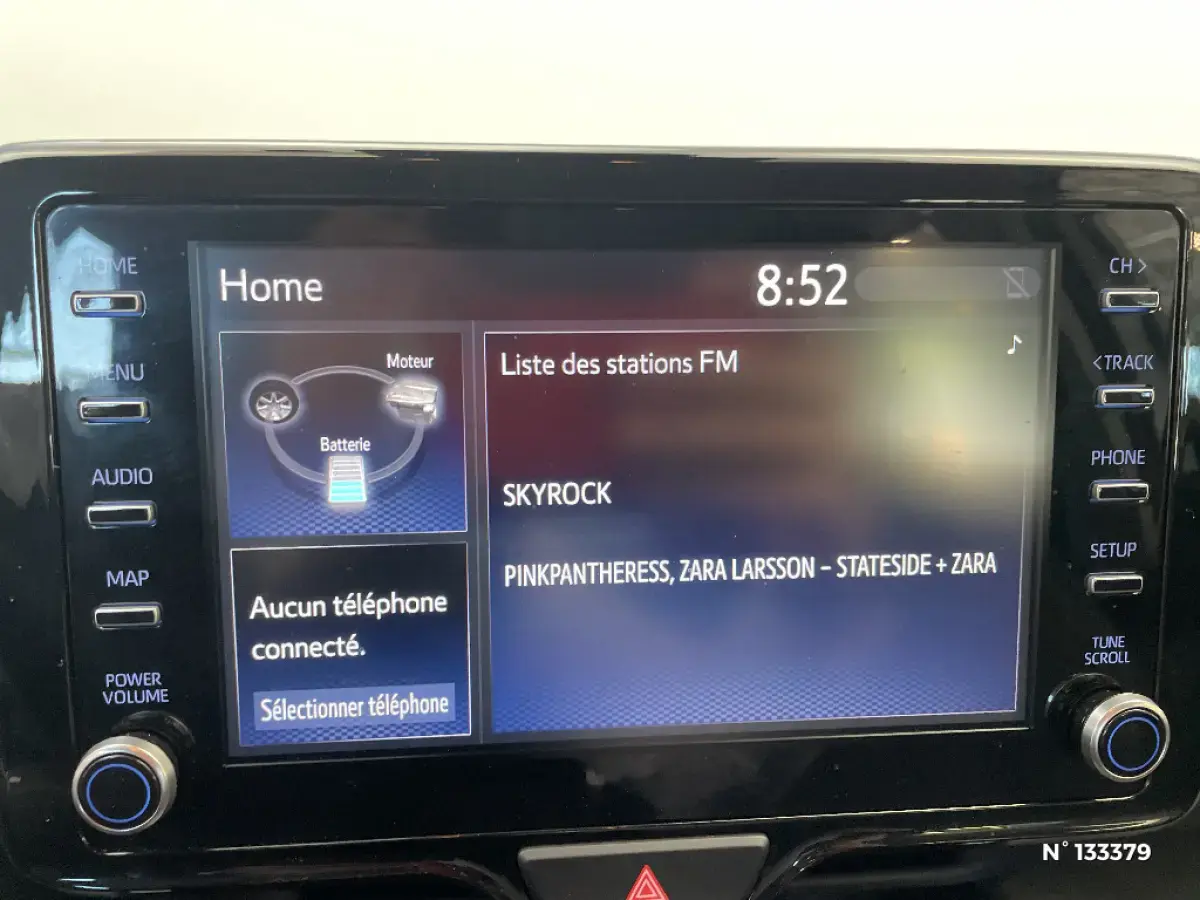 HOME
MENU
AUDIO
MAP
POWER
VOLUME
Home
8:52
Moteur
Batterie
Aucun téléphone
connecté.
Sélectionner téléphone
Liste des stations FM
SKYROCK
PINKPANTHERESS, ZARA LARSSON – STATESIDE + ZARA
CH >
< TRACK
PHONE
SETUP
TUNE
SCROLL
N° 133379